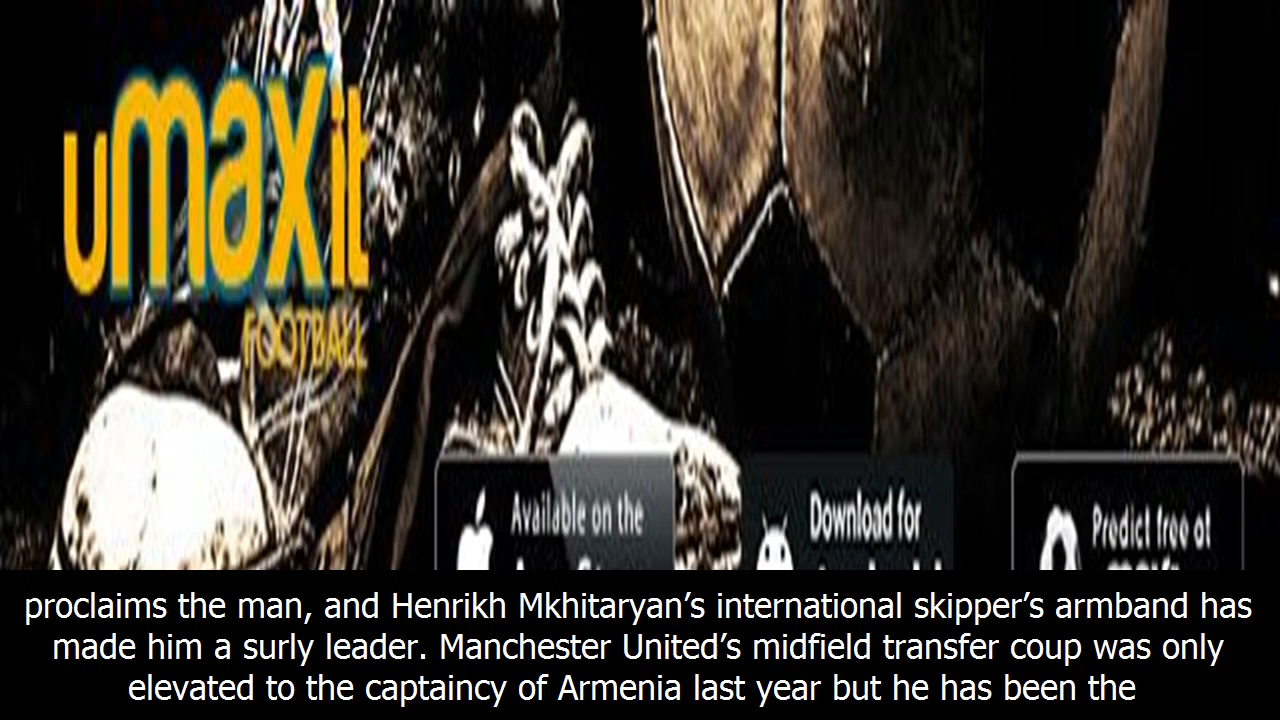 umaxit
FOOTBALL
Available on the
Download for
Predict free at
proclaims the man, and Henrikh Mkhitaryan’s international skipper’s armband has
made him a surly leader. Manchester United’s midfield transfer coup was only
elevated to the captaincy of Armenia last year but he has been the